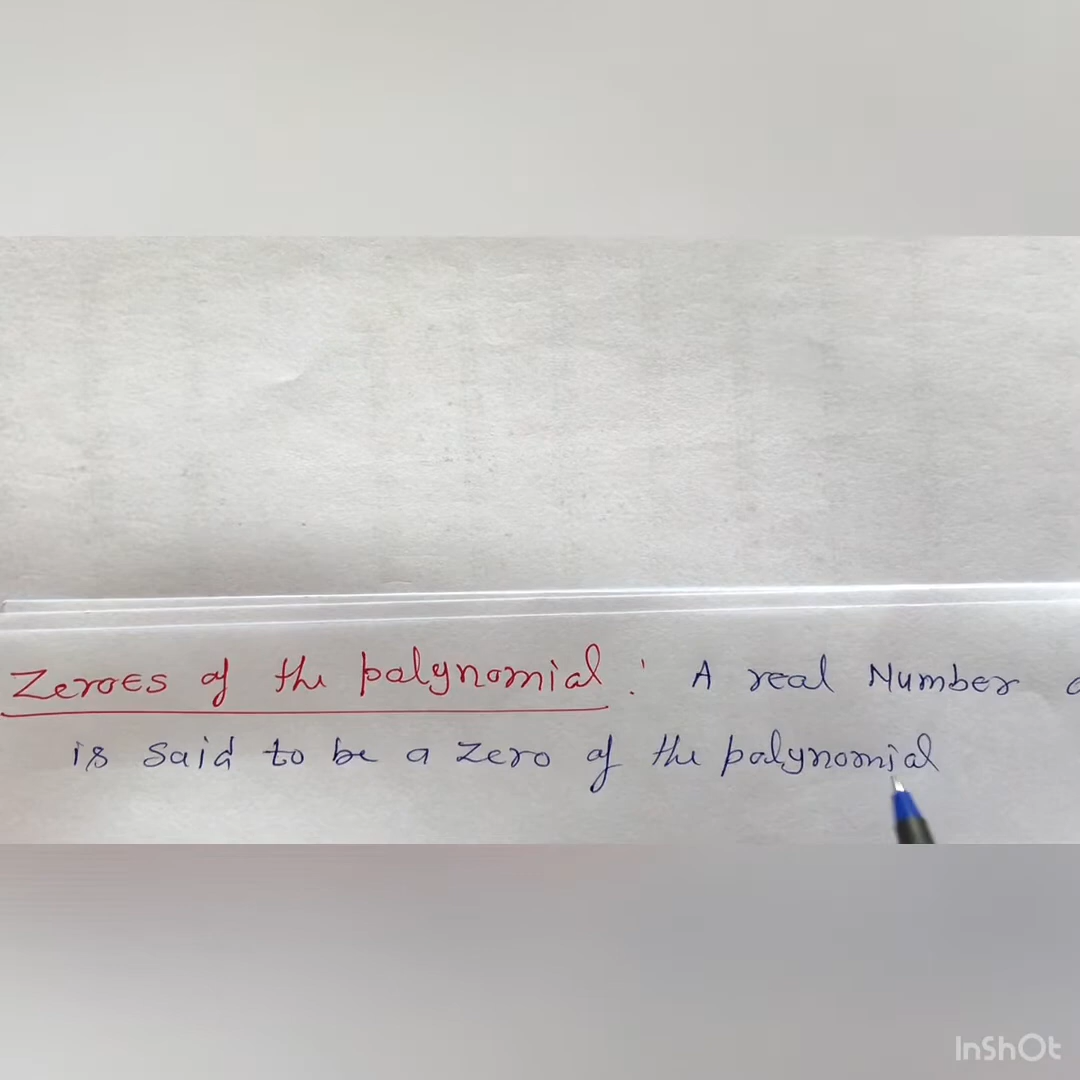 Zeroes of the polynomial : A real Number
is said to be a zero of the polynomial
InShOt